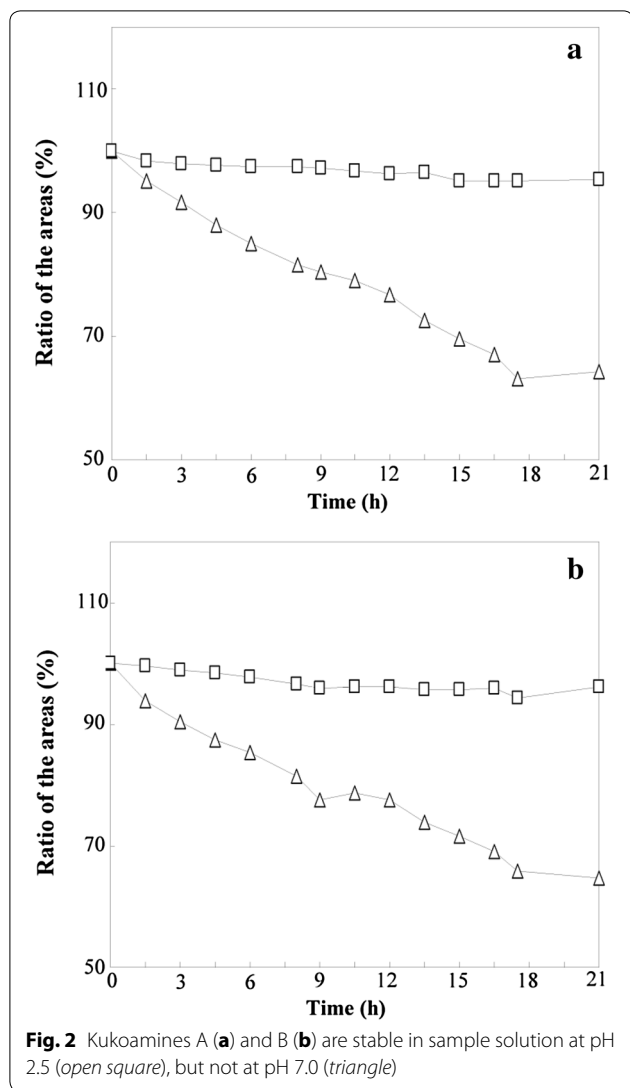 a
110
90
70
50
Ratio of the areas (%)
0 3 6 9 12 15 18 21
Time (h)
b
110
90
70
50
Ratio of the areas (%)
0 3 6 9 12 15 18 21
Time (h)
Fig. 2 Kukoamines A (a) and B (b) are stable in sample solution at pH
2.5 (open square), but not at pH 7.0 (triangle)